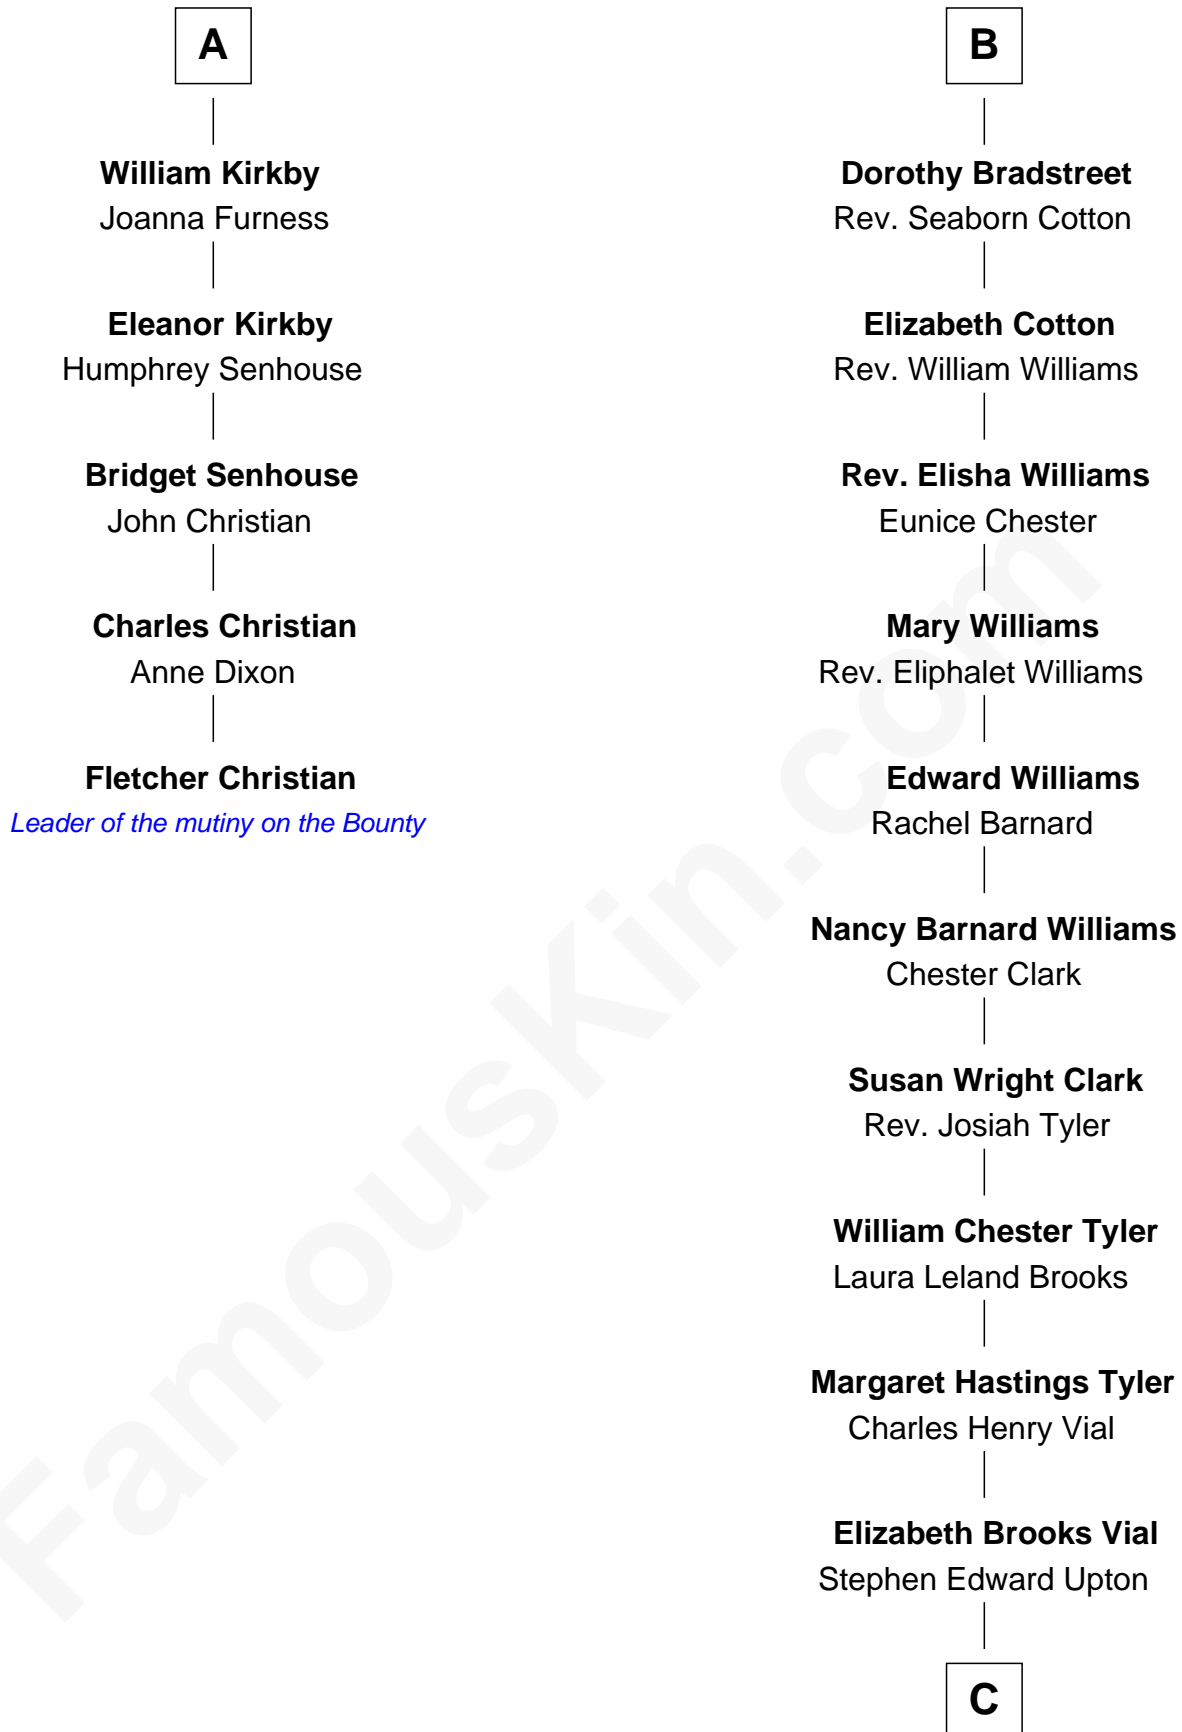 A
William Kirkby
Joanna Furness
Eleanor Kirkby
Humphrey Senhouse
Bridget Senhouse
John Christian
Charles Christian
Anne Dixon
Fletcher Christian
Leader of the mutiny on the Bounty
B
Dorothy Bradstreet
Rev. Seaborn Cotton
Elizabeth Cotton
Rev. William Williams
Rev. Elisha Williams
Eunice Chester
Mary Williams
Rev. Eliphalet Williams
Edward Williams
Rachel Barnard
Nancy Barnard Williams
Chester Clark
Susan Wright Clark
Rev. Josiah Tyler
William Chester Tyler
Laura Leland Brooks
Margaret Hastings Tyler
Charles Henry Vial
Elizabeth Brooks Vial
Stephen Edward Upton
C
FamousKin.com